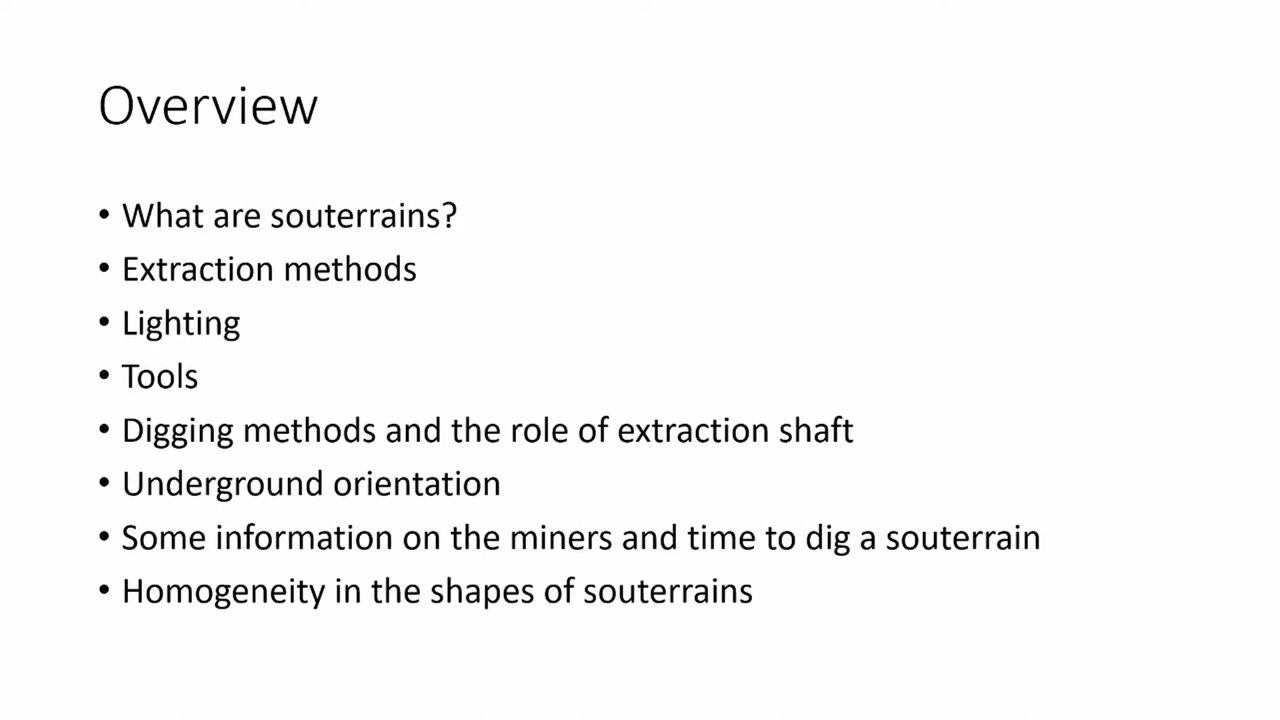 Overview
• What are souterrains?
• Extraction methods
• Lighting
• Tools
• Digging methods and the role of extraction shaft
• Underground orientation
• Some information on the miners and time to dig a souterrain
• Homogeneity in the shapes of souterrains